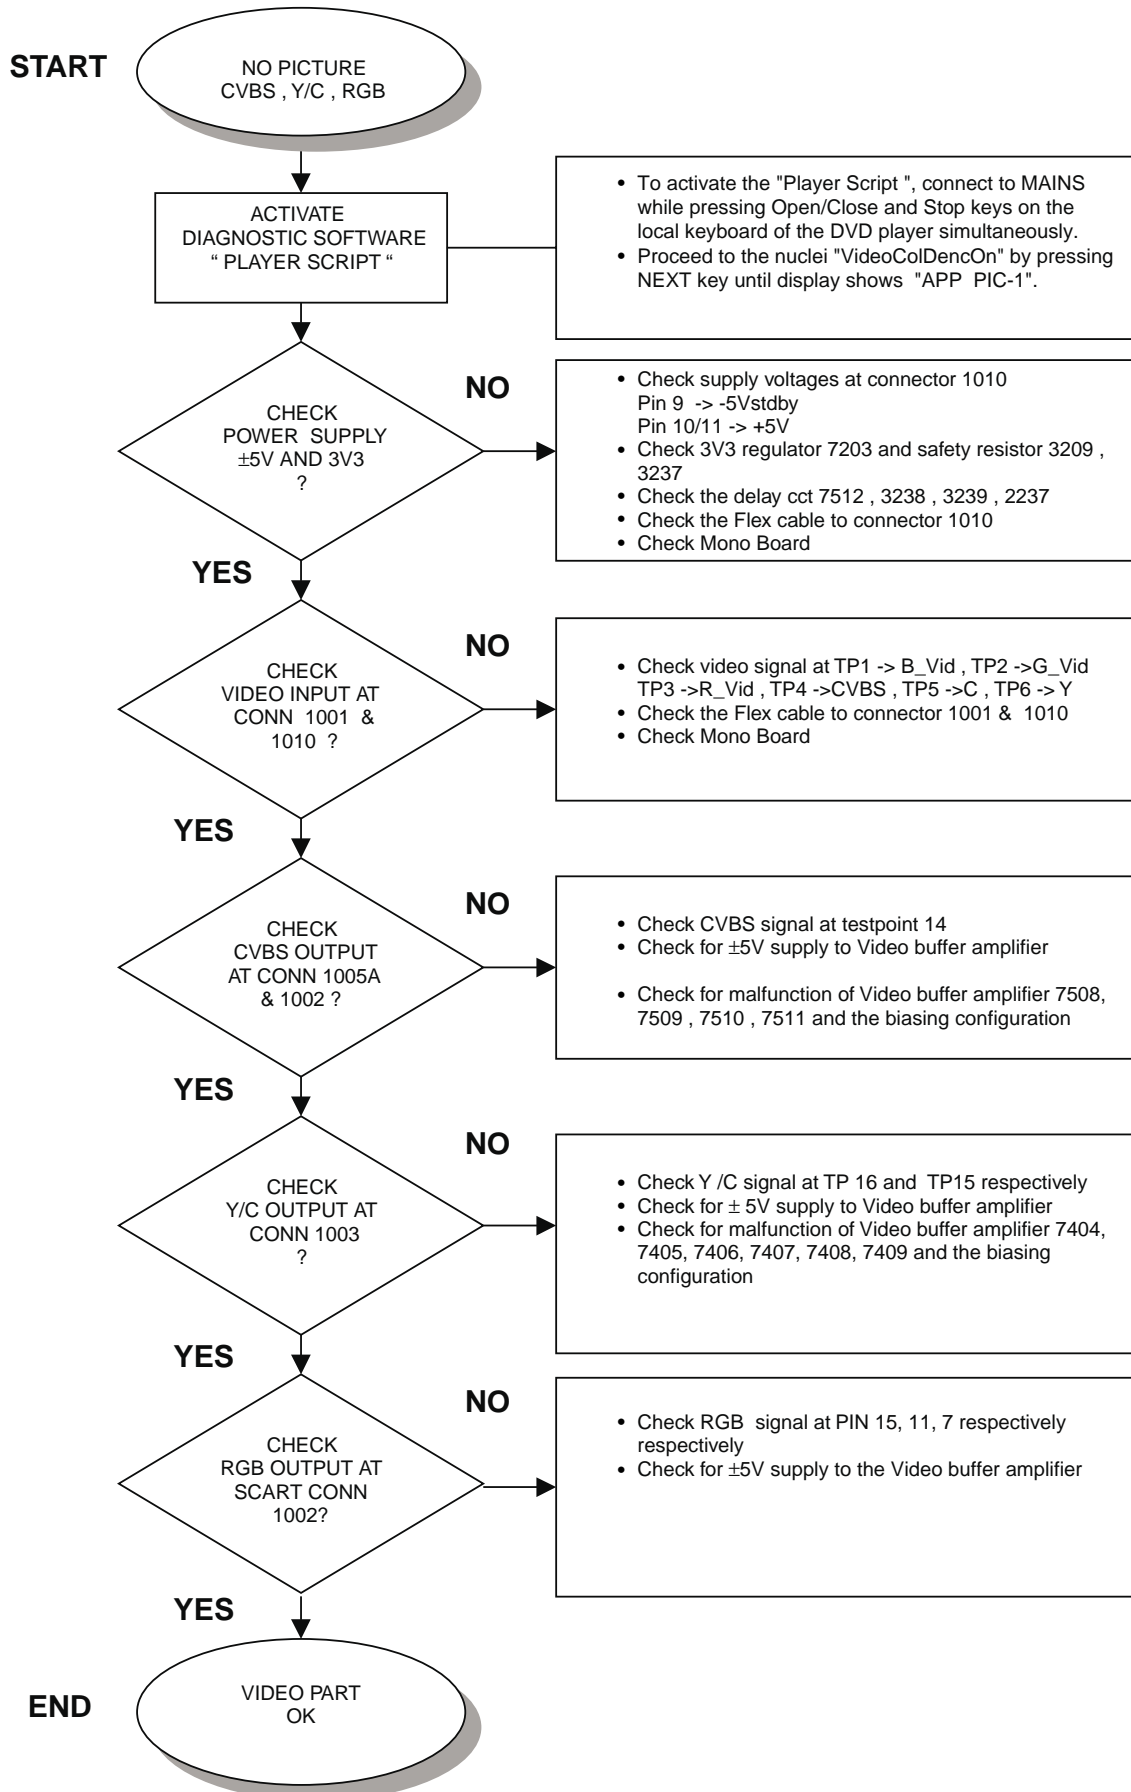 START
NO PICTURE
CVBS , Y/C , RGB
ACTIVATE
DIAGNOSTIC SOFTWARE
“ PLAYER SCRIPT “
• To activate the "Player Script ", connect to MAINS
while pressing Open/Close and Stop keys on the
local keyboard of the DVD player simultaneously.
• Proceed to the nuclei "VideoColDencOn" by pressing
NEXT key until display shows "APP PIC-1".
CHECK
POWER SUPPLY
±5V AND 3V3
?
NO
• Check supply voltages at connector 1010
Pin 9 -> -5Vstdby
Pin 10/11 -> +5V
• Check 3V3 regulator 7203 and safety resistor 3209 ,
3237
• Check the delay cct 7512 , 3238 , 3239 , 2237
• Check the Flex cable to connector 1010
• Check Mono Board
YES
CHECK
VIDEO INPUT AT
CONN 1001 &
1010 ?
NO
• Check video signal at TP1 -> B_Vid , TP2 ->G_Vid
TP3 ->R_Vid , TP4 ->CVBS , TP5 ->C , TP6 -> Y
• Check the Flex cable to connector 1001 & 1010
• Check Mono Board
YES
CHECK
CVBS OUTPUT
AT CONN 1005A
& 1002 ?
NO
• Check CVBS signal at testpoint 14
• Check for ±5V supply to Video buffer amplifier
• Check for malfunction of Video buffer amplifier 7508,
7509 , 7510 , 7511 and the biasing configuration
YES
CHECK
Y/C OUTPUT AT
CONN 1003
?
NO
• Check Y /C signal at TP 16 and TP15 respectively
• Check for ± 5V supply to Video buffer amplifier
• Check for malfunction of Video buffer amplifier 7404,
7405, 7406, 7407, 7408, 7409 and the biasing
configuration
YES
CHECK
RGB OUTPUT AT
SCART CONN
1002?
NO
• Check RGB signal at PIN 15, 11, 7 respectively
respectively
• Check for ±5V supply to the Video buffer amplifier
YES
END
VIDEO PART
OK